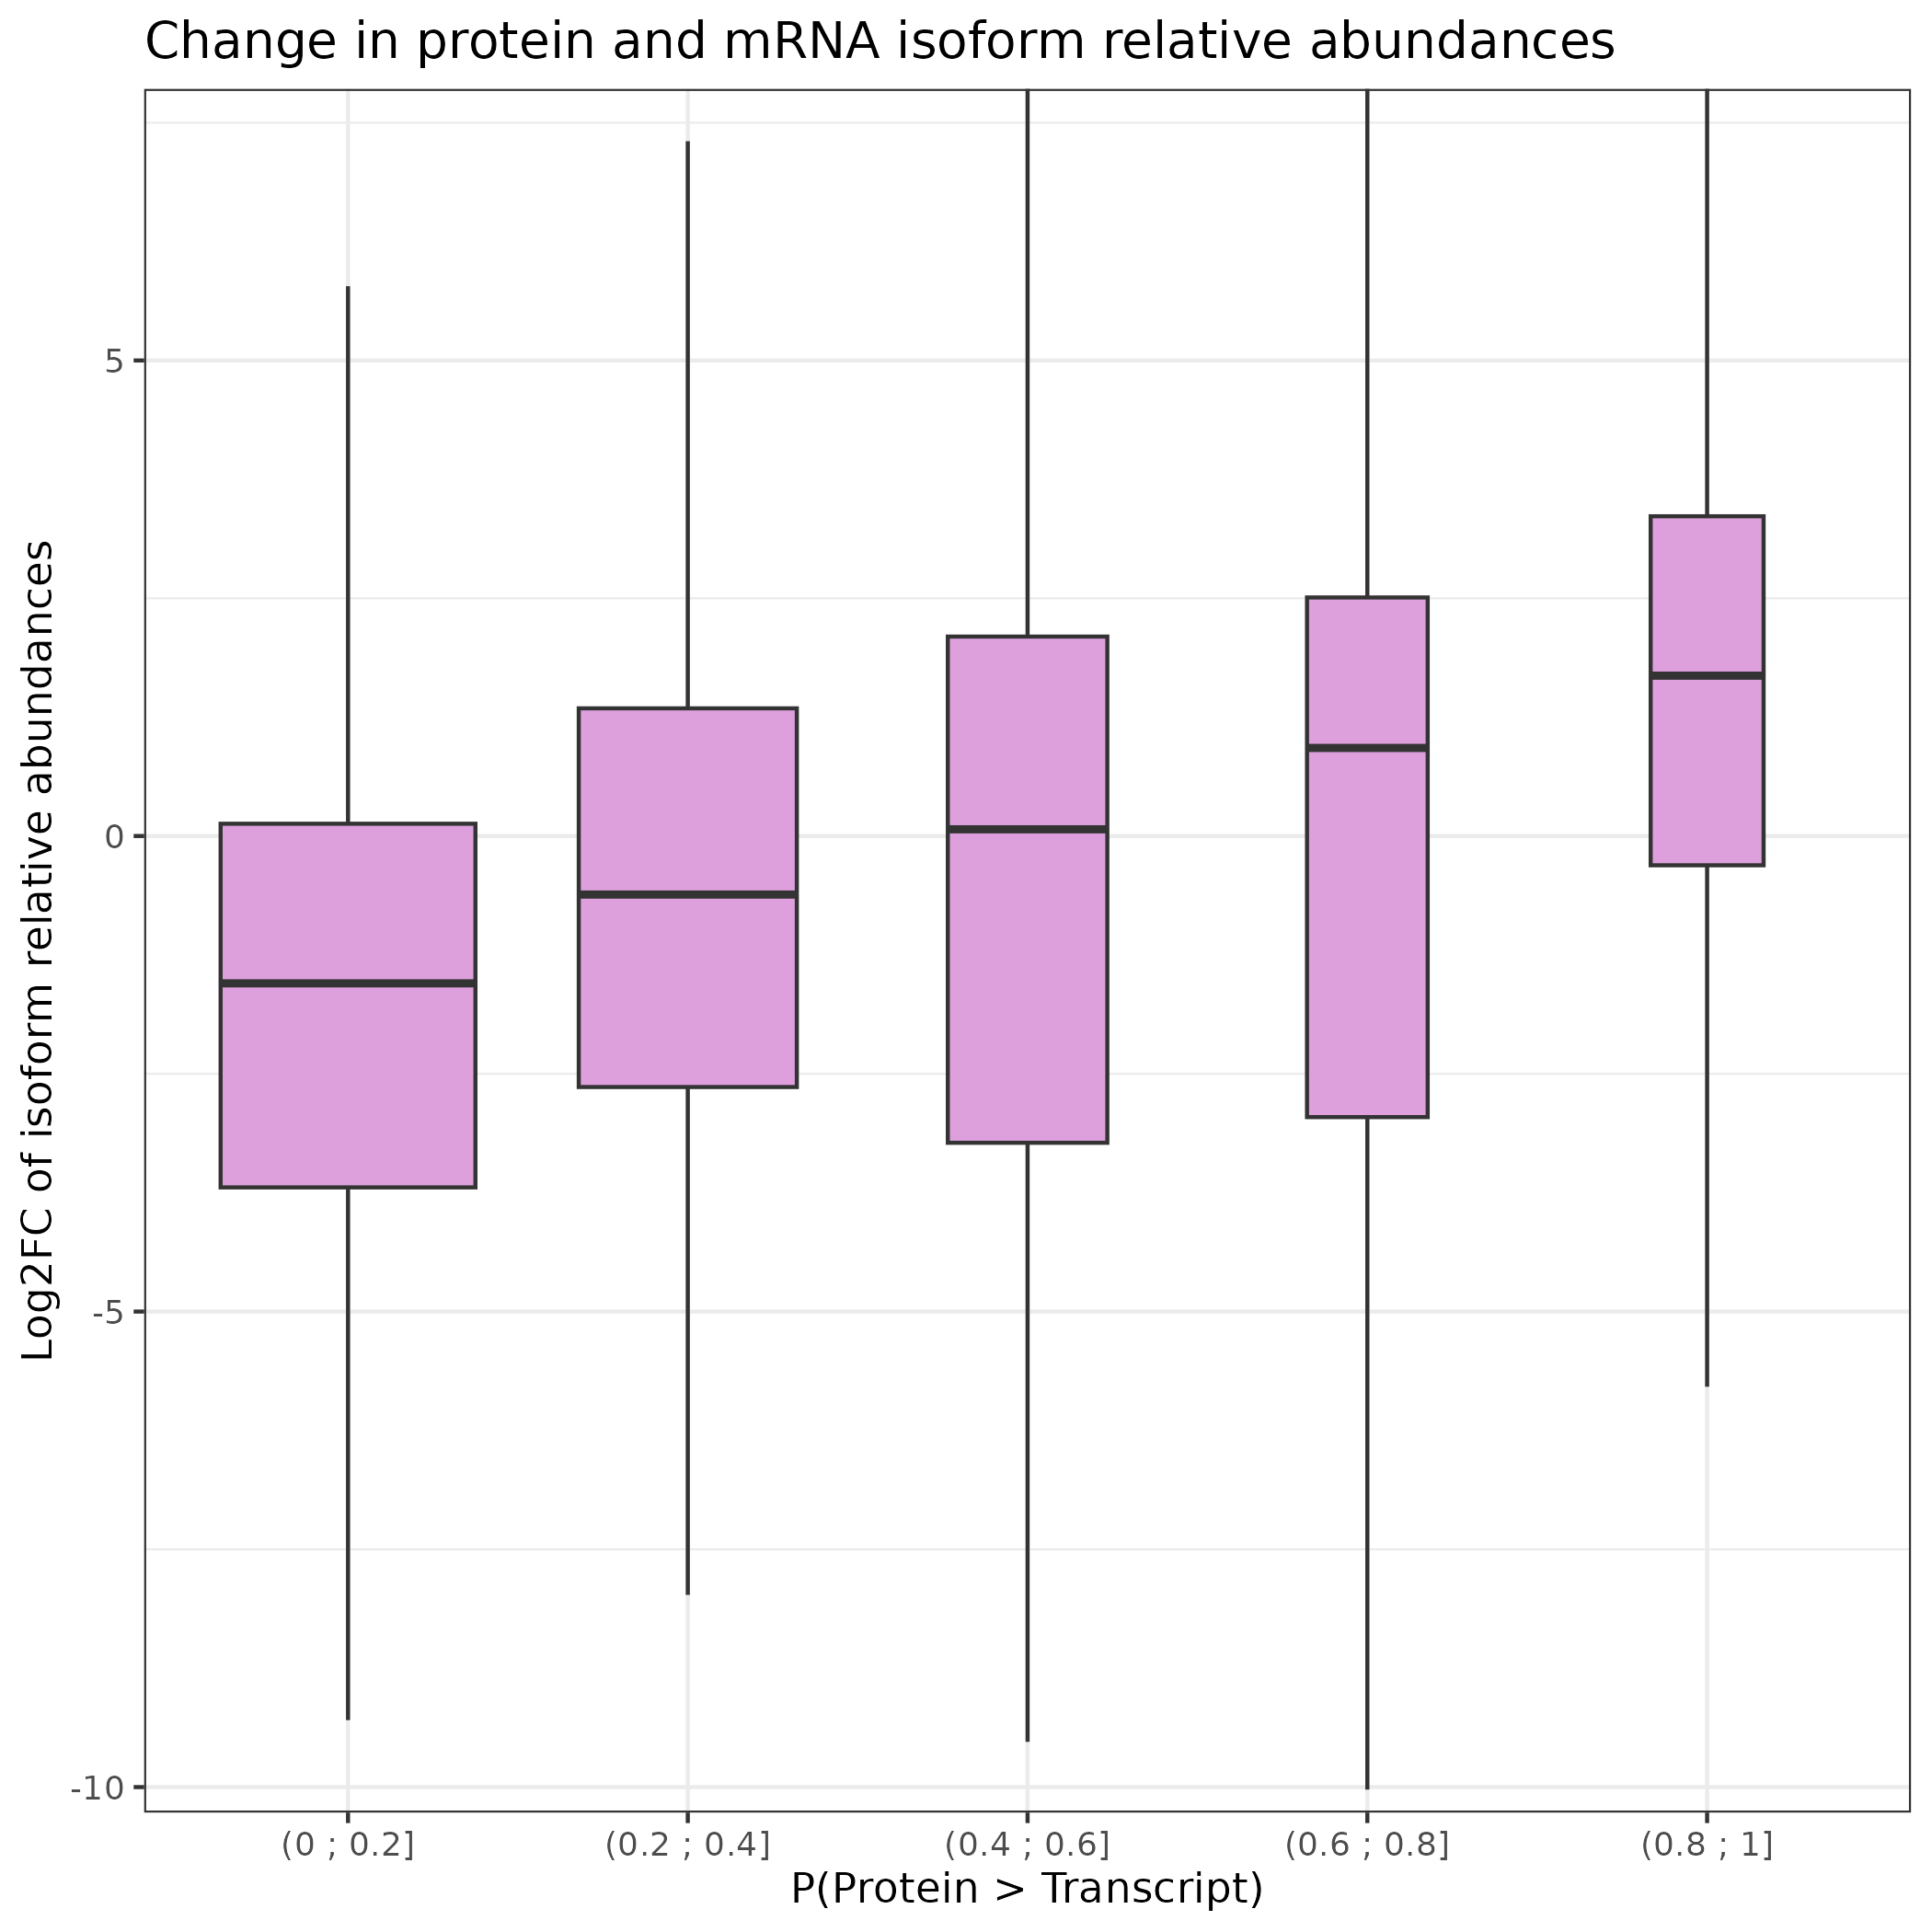 Change in protein and mRNA isoform relative abundances
Log2FC of isoform relative abundances
5
0
-5
-10
(0 ; 0.2]
(0.2 ; 0.4]
(0.4 ; 0.6]
(0.6 ; 0.8]
(0.8 ; 1]
P(Protein > Transcript)